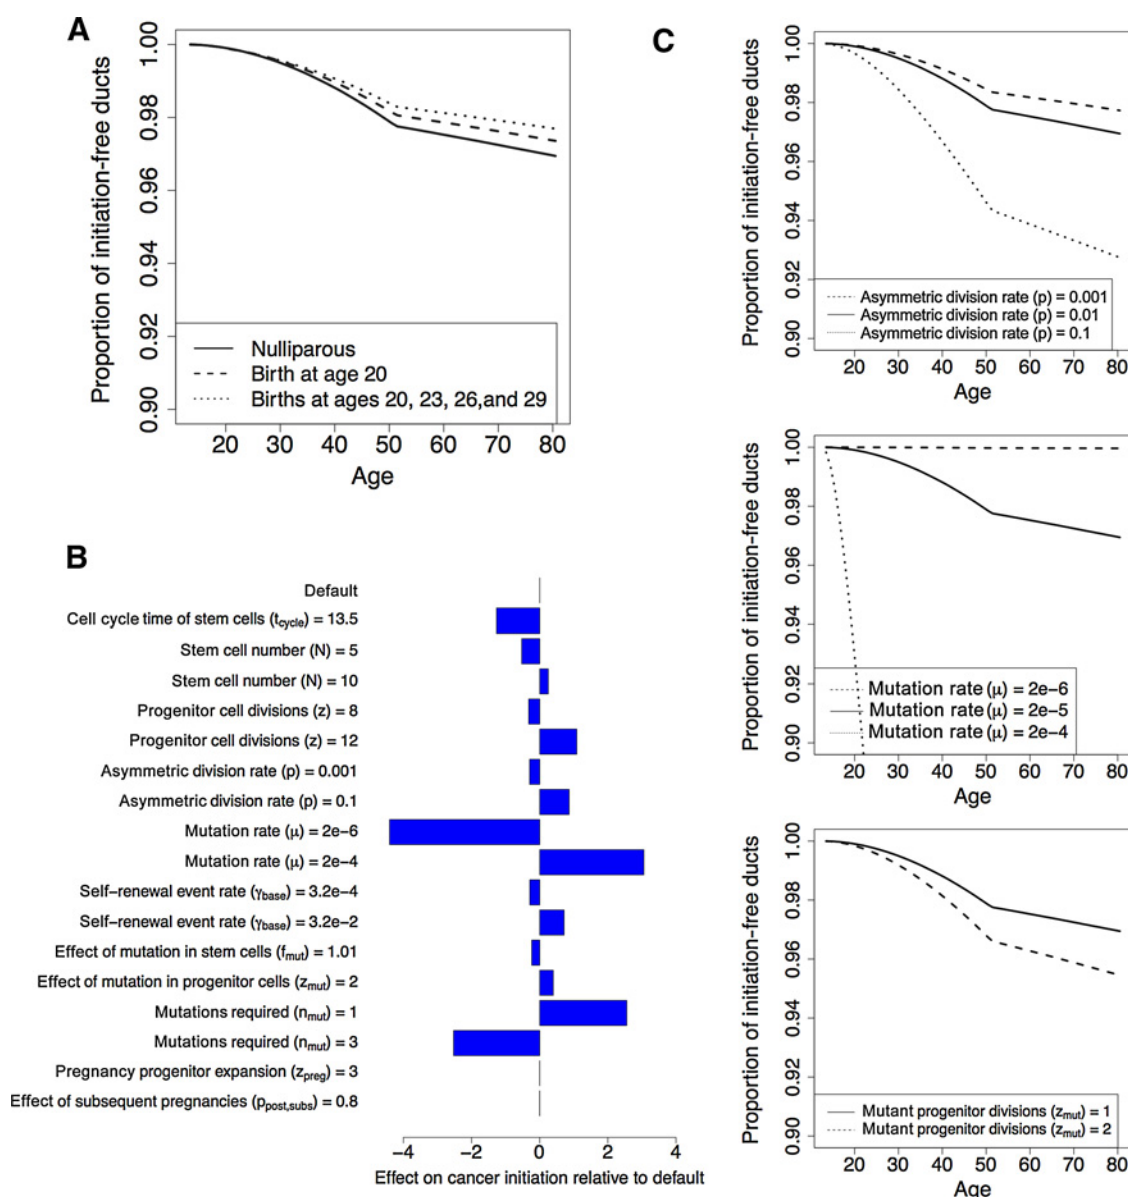 A
Proportion of initiation-free ducts
1.00
0.98
0.96
0.94
0.92
0.90
Nulliparous
Birth at age 20
Births at ages 20, 23, 26,and 29
20 30 40 50 60 70 80
Age
B
Default
Cell cycle time of stem cells (tcycle) = 13.5
Stem cell number (N) = 5
Stem cell number (N) = 10
Progenitor cell divisions (z) = 8
Progenitor cell divisions (z) = 12
Asymmetric division rate (p) = 0.001
Asymmetric division rate (p) = 0.1
Mutation rate (μ) = 2e−6
Mutation rate (μ) = 2e−4
Self−renewal event rate (γbase) = 3.2e−4
Self−renewal event rate (γbase) = 3.2e−2
Effect of mutation in stem cells (fmut) = 1.01
Effect of mutation in progenitor cells (zmut) = 2
Mutations required (nmut) = 1
Mutations required (nmut) = 3
Pregnancy progenitor expansion (zpreg) = 3
Effect of subsequent pregnancies (ppost,subs) = 0.8
−4 −2 0 2 4
Effect on cancer initiation relative to default
C
Proportion of initiation-free ducts
1.00
0.98
0.96
0.94
0.92
0.90
Asymmetric division rate (p) = 0.001
Asymmetric division rate (p) = 0.01
Asymmetric division rate (p) = 0.1
20 30 40 50 60 70 80
Age
Proportion of initiation-free ducts
1.00
0.98
0.96
0.94
0.92
0.90
Mutation rate (μ) = 2e−6
Mutation rate (μ) = 2e−5
Mutation rate (μ) = 2e−4
20 30 40 50 60 70 80
Age
Proportion of initiation-free ducts
1.00
0.98
0.96
0.94
0.92
0.90
Mutant progenitor divisions (zmut) = 1
Mutant progenitor divisions (zmut) = 2
20 30 40 50 60 70 80
Age